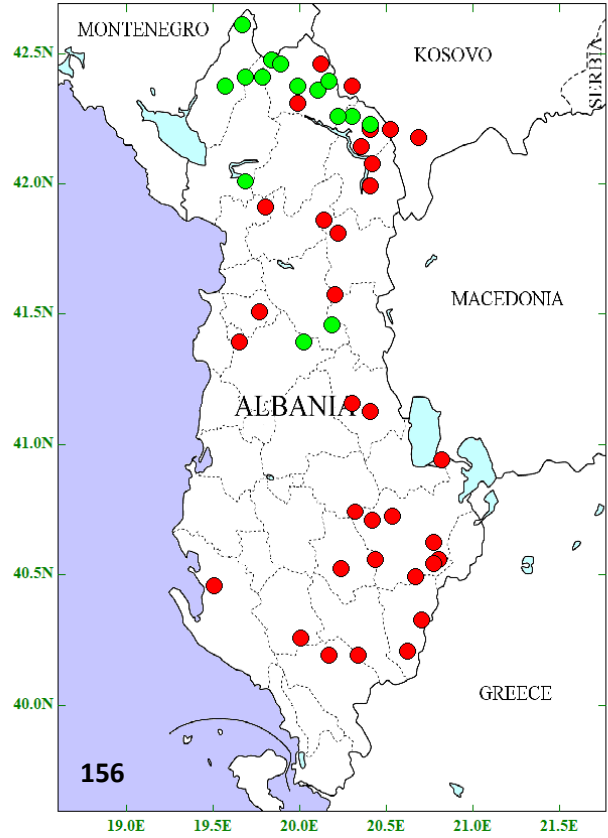 MONTENEGRO
KOSOVO
SERBIA
42.5N
42.0N
MACEDONIA
41.5N
ALBANIA
41.0N
40.5N
40.0N
GREECE
156
19.0E 19.5E 20.0E 20.5E 21.0E 21.5E